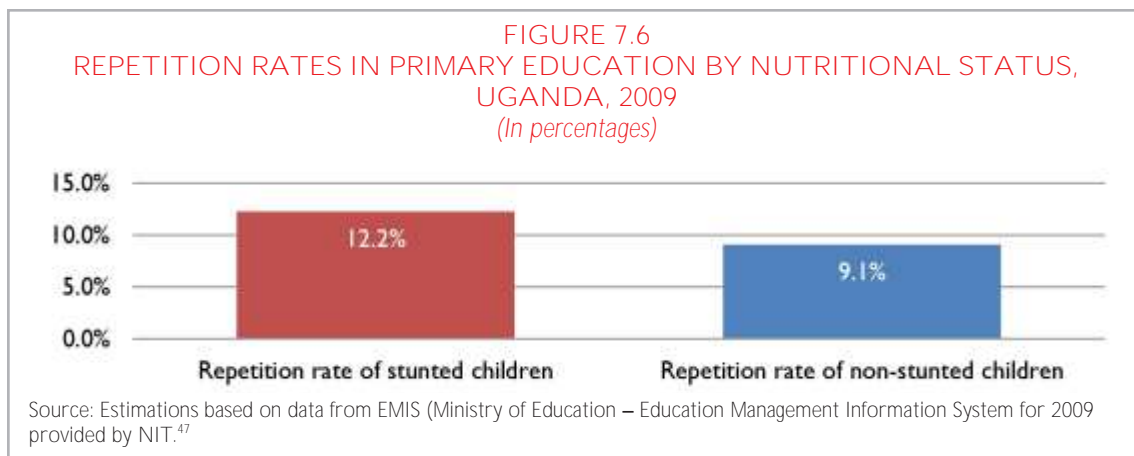 FIGURE 7.6
REPETITION RATES IN PRIMARY EDUCATION BY NUTRITIONAL STATUS,
UGANDA, 2009
(In percentages)
15.0%
10.0%
5.0%
0.0%
12.2%
9.1%
Repetition rate of stunted children
Repetition rate of non-stunted children
Source: Estimations based on data from EMIS (Ministry of Education – Education Management Information System for 2009
provided by NIT.⁴⁷